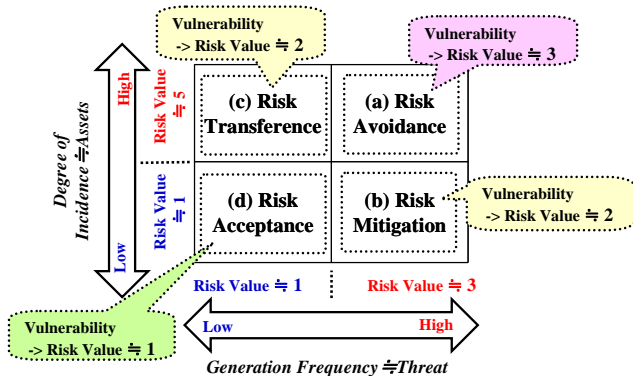 Vulnerability
-> Risk Value ≒ 2
Vulnerability
-> Risk Value ≒ 3
High
Low
Degree of
Incidence ≒Assets
Risk Value
≒ 5
Risk Value
≒ 1
(c) Risk
Transference
(a) Risk
Avoidance
(d) Risk
Acceptance
(b) Risk
Mitigation
Vulnerability
-> Risk Value ≒ 2
Risk Value ≒ 1
Risk Value ≒ 3
Vulnerability
-> Risk Value ≒ 1
Low
High
Generation Frequency ≒Threat